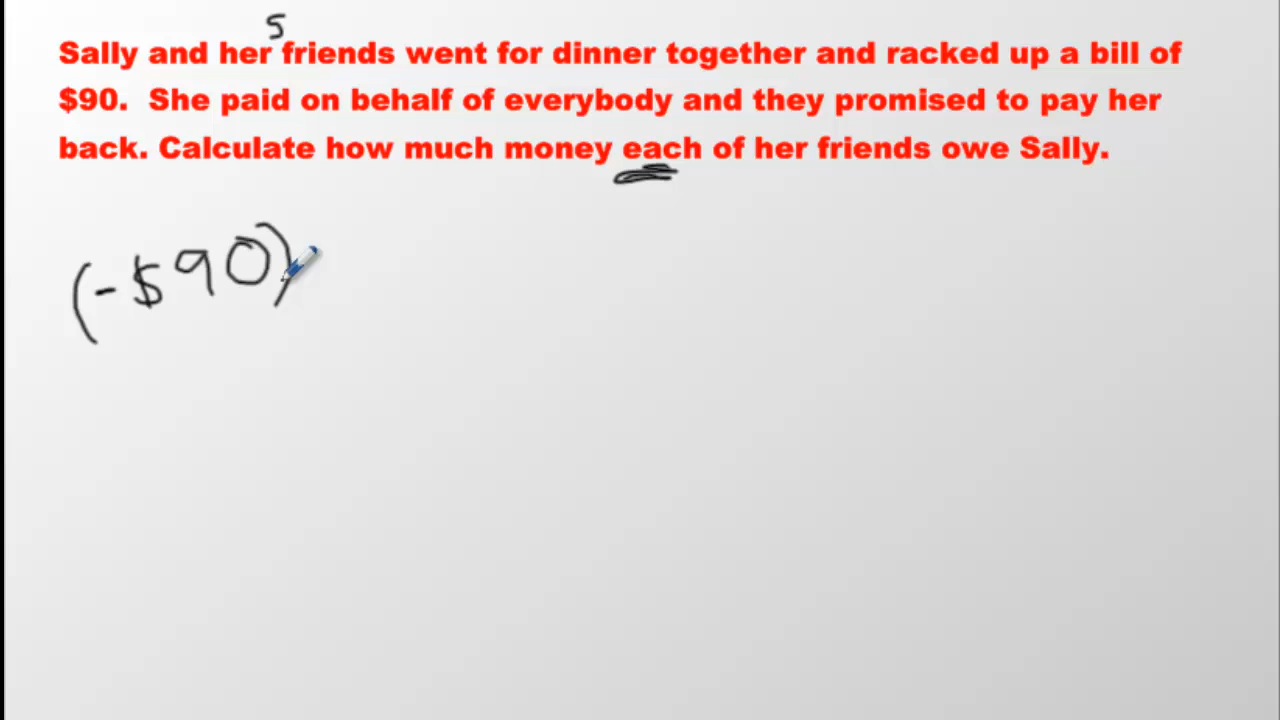 5
Sally and her friends went for dinner together and racked up a bill of
$90. She paid on behalf of everybody and they promised to pay her
back. Calculate how much money each of her friends owe Sally.
(-$90)